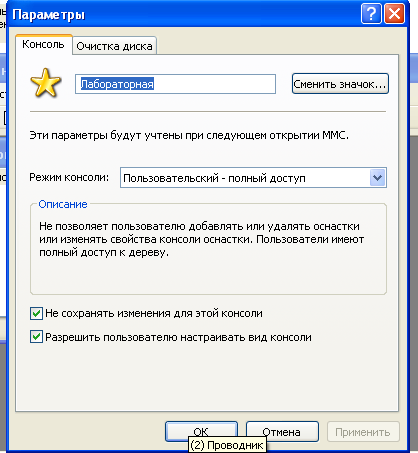 Параметры
Консоль
Очистка диска
Лабораторная
Сменить значок...
Эти параметры будут учтены при следующем открытии MMC.
Режим консоли:
Пользовательский - полный доступ
Описание
Не позволяет пользователю добавлять или удалять оснастки
или изменять свойства консоли оснастки. Пользователи имеют
полный доступ к дереву.
Не сохранять изменения для этой консоли
Разрешить пользователю настраивать вид консоли
ОК
Отмена
Применить
(2) Проводник